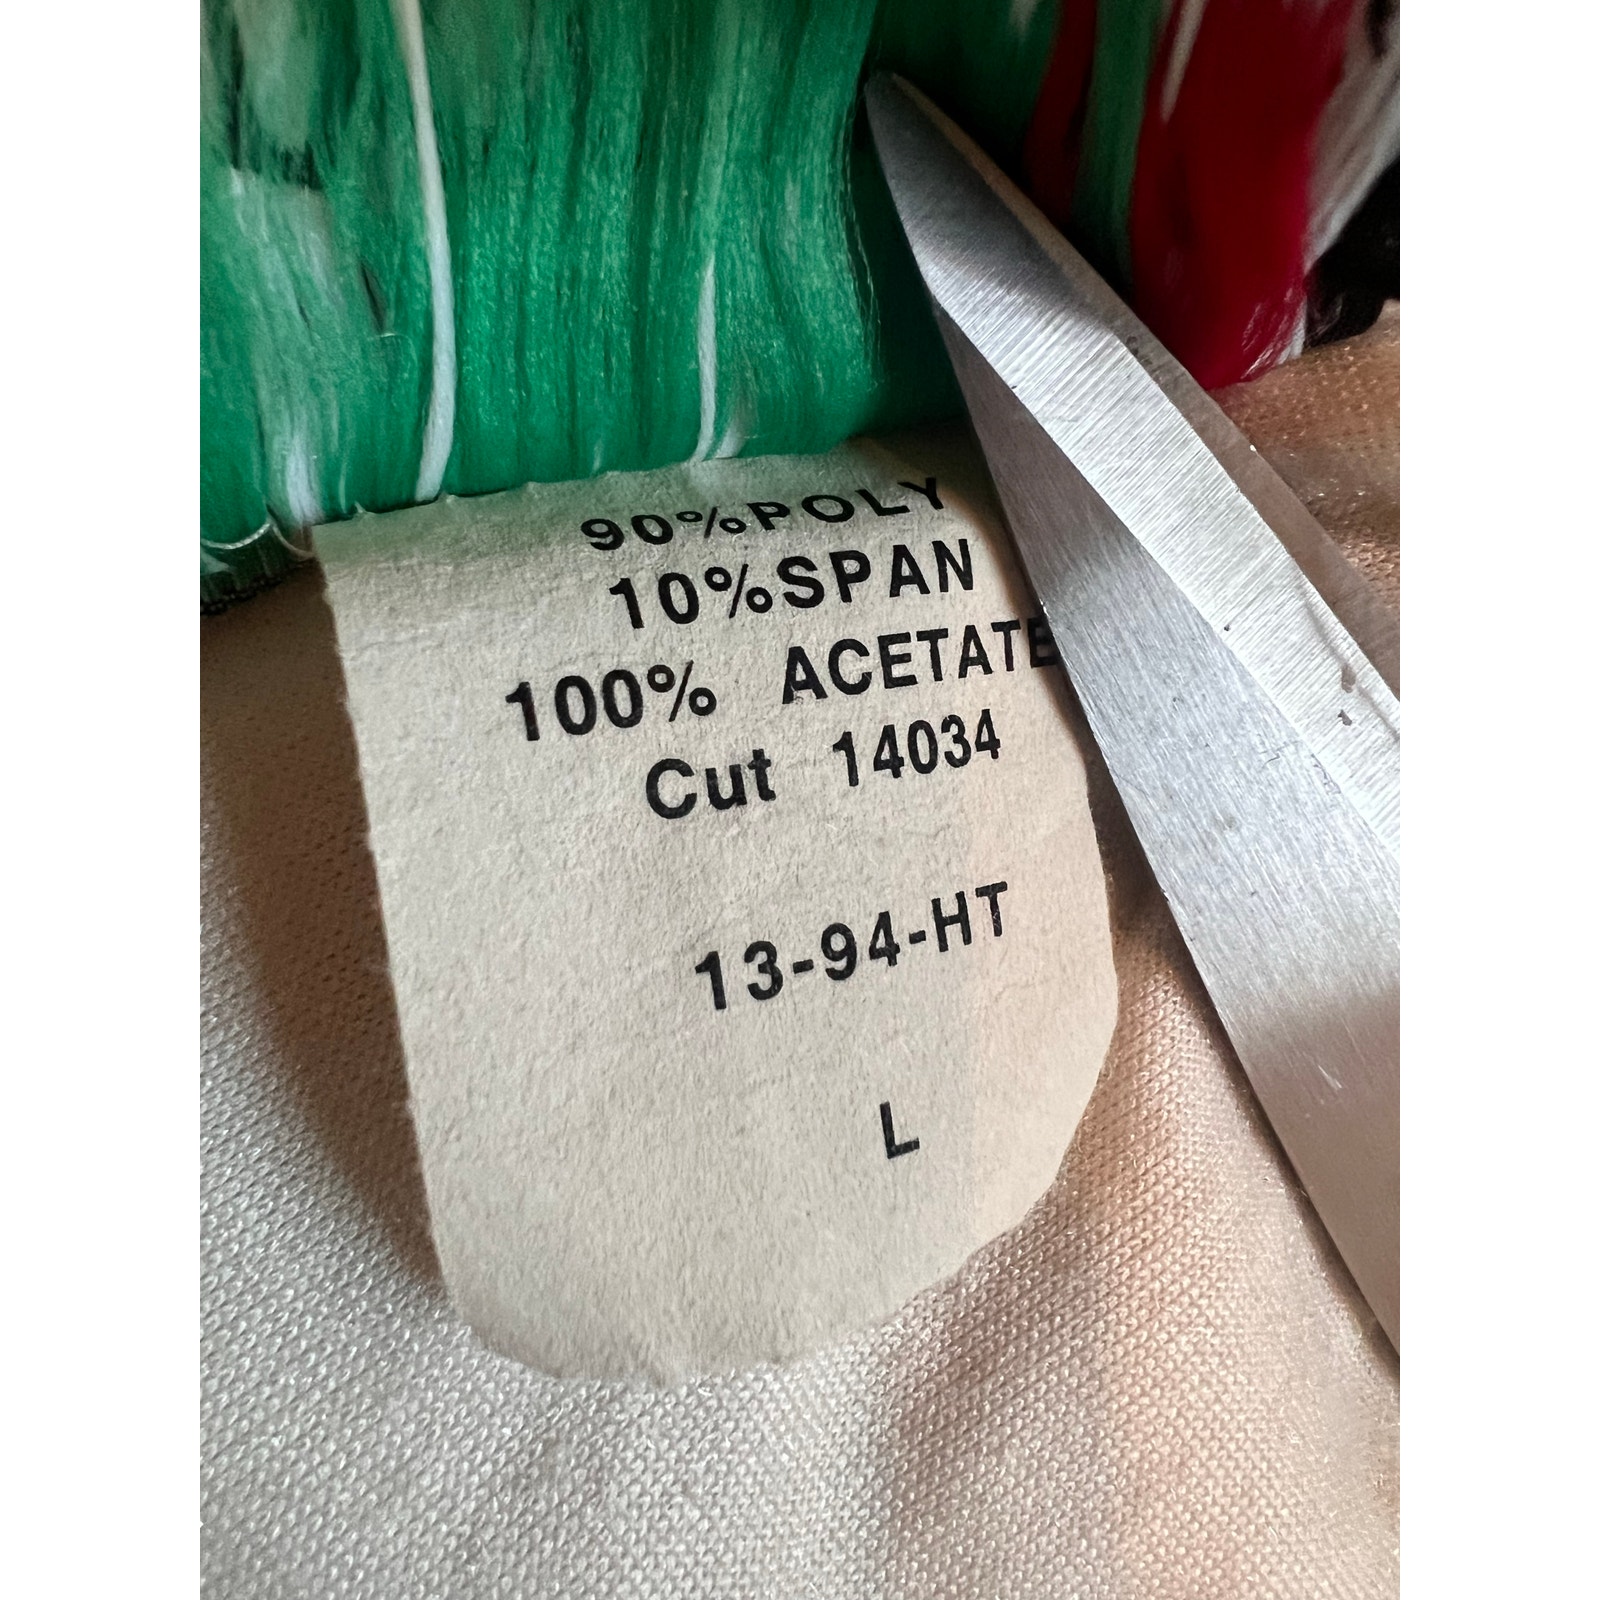 90%POLY
10%SPAN
100% ACETATE
Cut 14034
13-94-HT
L